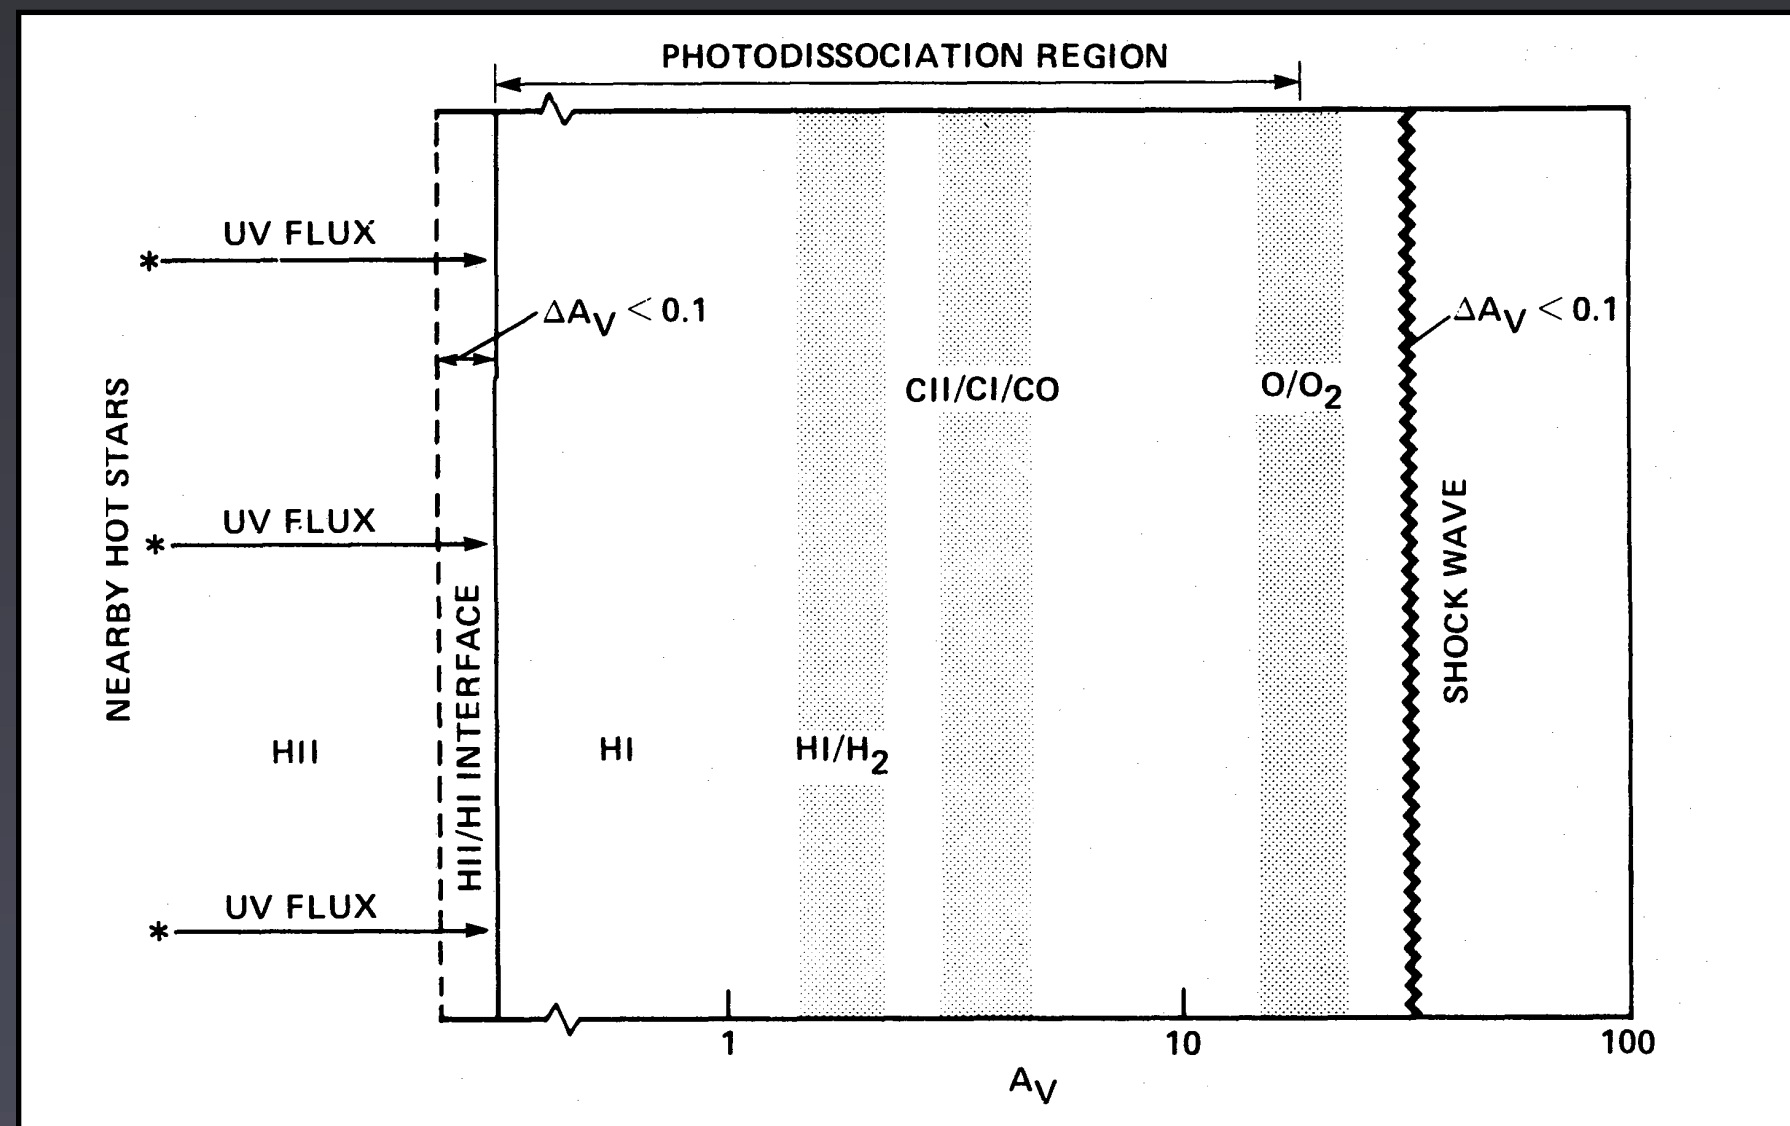 PHOTODISSOCIATION REGION
UV FLUX
ΔAV < 0.1
ΔAV < 0.1
CII/CI/CO
O/O2
NEARBY HOT STARS
UV FLUX
SHOCK WAVE
HII/HI INTERFACE
HII
HI
HI/H2
UV FLUX
1
10
100
AV